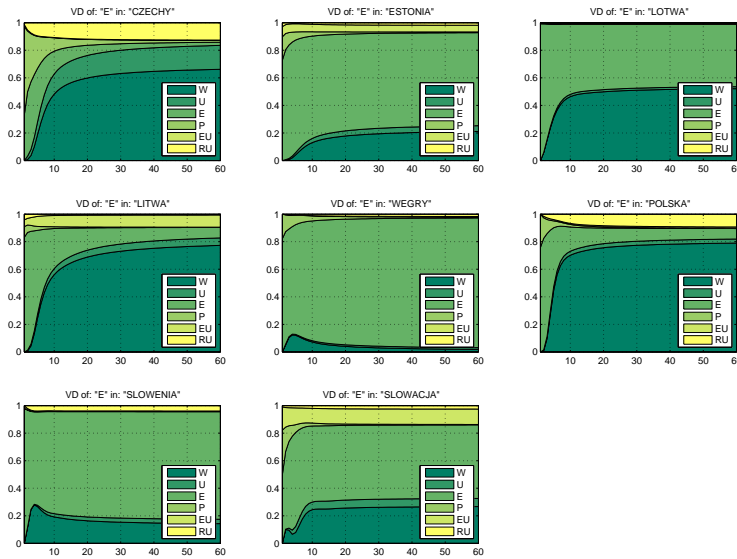 VD of: "E" in: "CZECHY"
1
0.8
0.6
0.4
0.2
0
10 20 30 40 50 60
W
U
E
P
EU
RU
VD of: "E" in: "ESTONIA"
1
0.8
0.6
0.4
0.2
0
10 20 30 40 50 60
W
U
E
P
EU
RU
VD of: "E" in: "LOTWA"
1
0.8
0.6
0.4
0.2
0
10 20 30 40 50 60
W
U
E
P
EU
RU
VD of: "E" in: "LITWA"
1
0.8
0.6
0.4
0.2
0
10 20 30 40 50 60
W
U
E
P
EU
RU
VD of: "E" in: "WEGRY"
1
0.8
0.6
0.4
0.2
0
10 20 30 40 50 60
W
U
E
P
EU
RU
VD of: "E" in: "POLSKA"
1
0.8
0.6
0.4
0.2
0
10 20 30 40 50 60
W
U
E
P
EU
RU
VD of: "E" in: "SLOWENIA"
1
0.8
0.6
0.4
0.2
0
10 20 30 40 50 60
W
U
E
P
EU
RU
VD of: "E" in: "SLOWACJA"
1
0.8
0.6
0.4
0.2
0
10 20 30 40 50 60
W
U
E
P
EU
RU